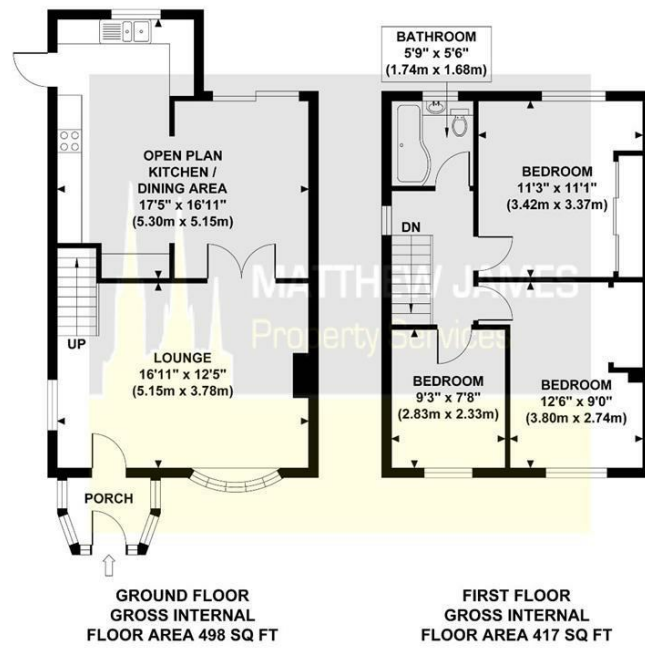 BATHROOM
5'9" x 5'6"
(1.74m x 1.68m)
OPEN PLAN
KITCHEN /
DINING AREA
17'5" x 16'11"
(5.30m x 5.15m)
BEDROOM
11'3" x 11'1"
(3.42m x 3.37m)
DN
MATTHEW JAMES
Property Services
UP
LOUNGE
16'11" x 12'5"
(5.15m x 3.78m)
BEDROOM
9'3" x 7'8"
(2.83m x 2.33m)
BEDROOM
12'6" x 9'0"
(3.80m x 2.74m)
PORCH
GROUND FLOOR
GROSS INTERNAL
FLOOR AREA 498 SQ FT
FIRST FLOOR
GROSS INTERNAL
FLOOR AREA 417 SQ FT